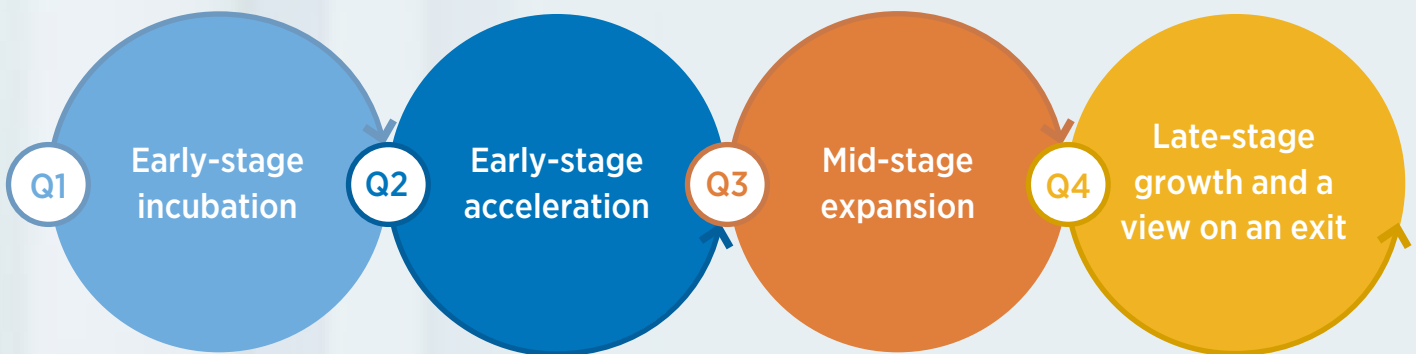 Q1
Early-stage
incubation
Q2
Early-stage
acceleration
Q3
Mid-stage
expansion
Q4
Late-stage
growth and a
view on an exit